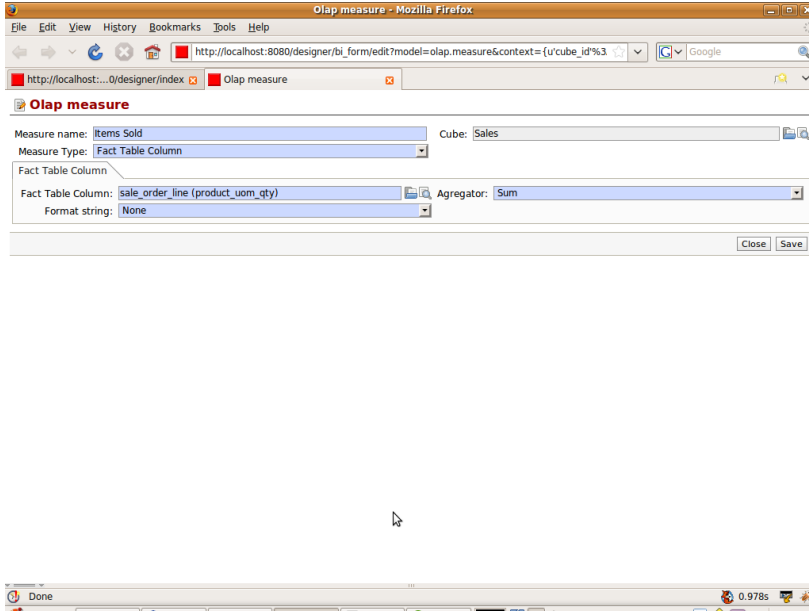 Olap measure - Mozilla Firefox
File Edit View History Bookmarks Tools Help
http://localhost:8080/designer/bi_form/edit?model=olap.measure&context={u'cube_id'%3. G Google
http://localhost:...0/designer/index Olap measure
Olap measure
Measure name: Items Sold Cube: Sales
Measure Type: Fact Table Column
Fact Table Column
Fact Table Column: sale_order_line (product_uom_qty) Agregator: Sum
Format string: None
Close Save
Done 0.978s